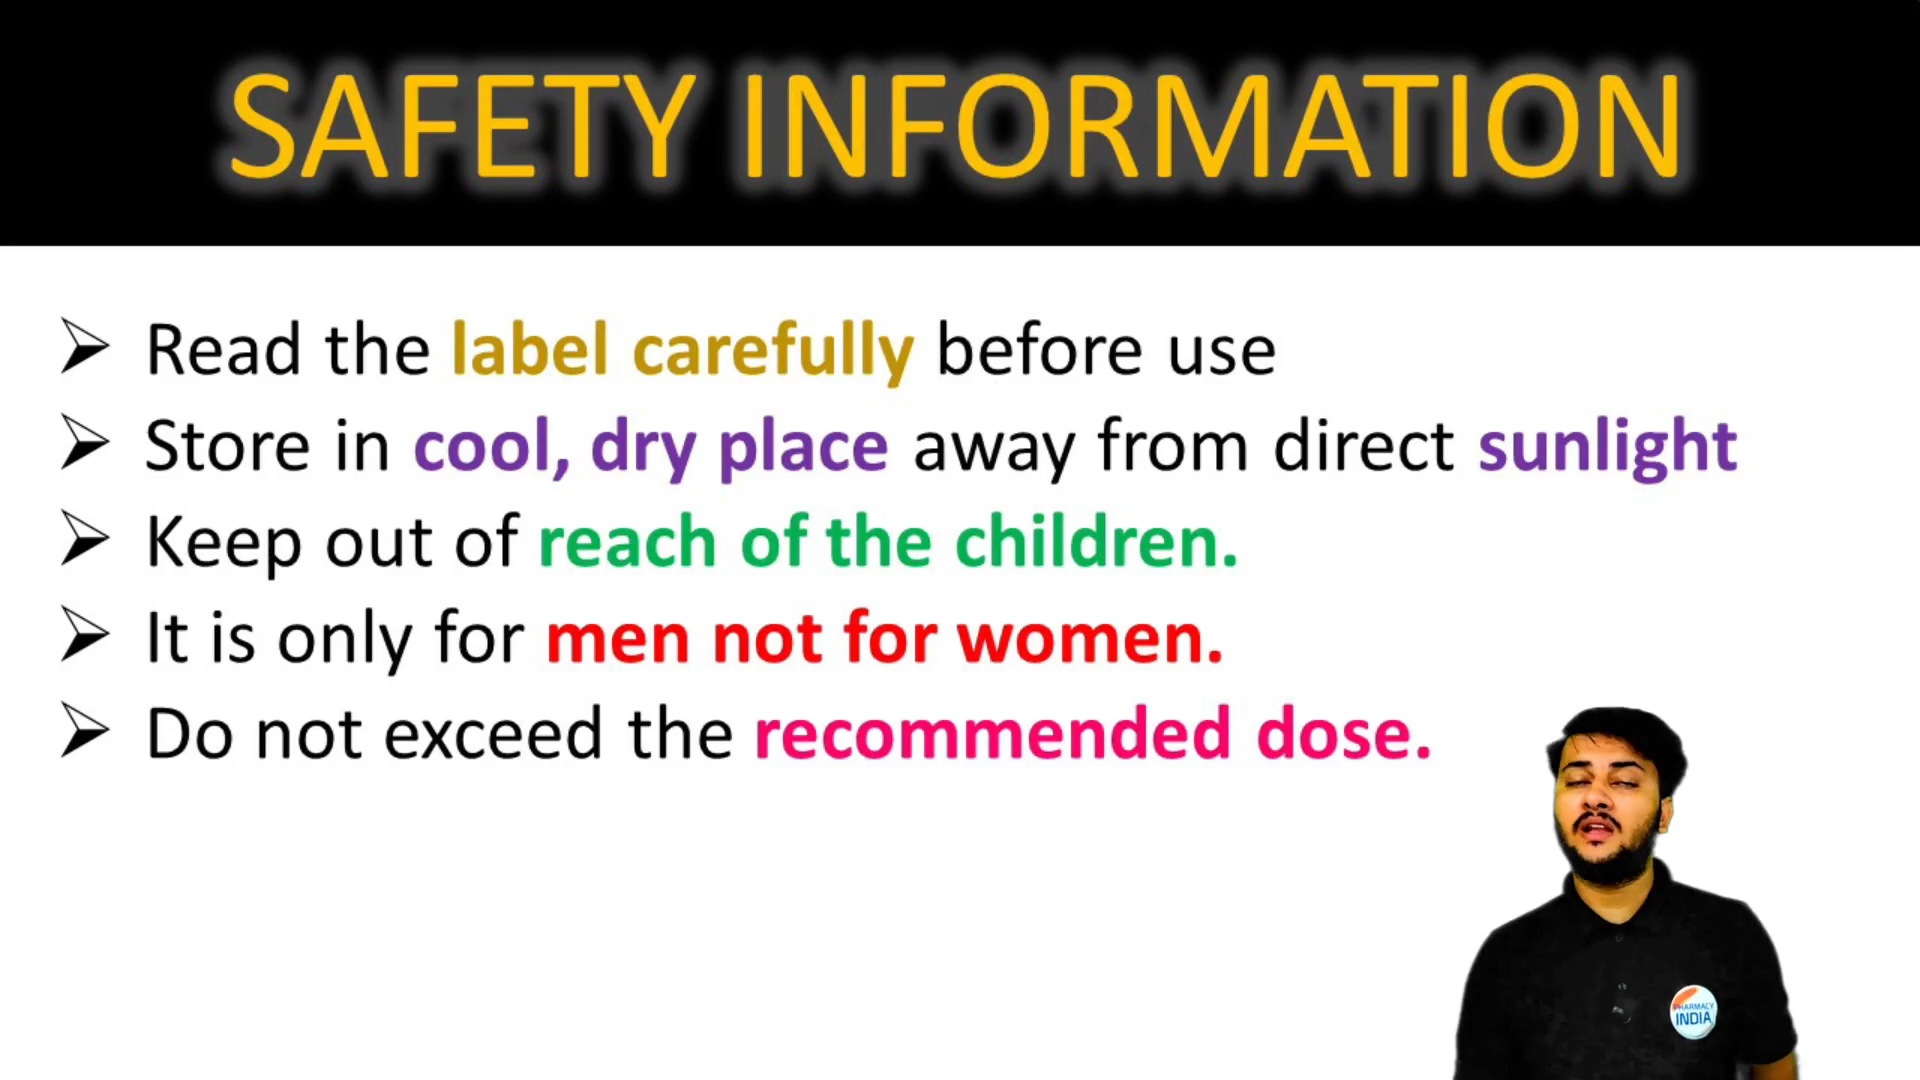 SAFETY INFORMATION
Read the label carefully before use
Store in cool, dry place away from direct sunlight
Keep out of reach of the children.
It is only for men not for women.
Do not exceed the recommended dose.
PHARMACY
INDIA